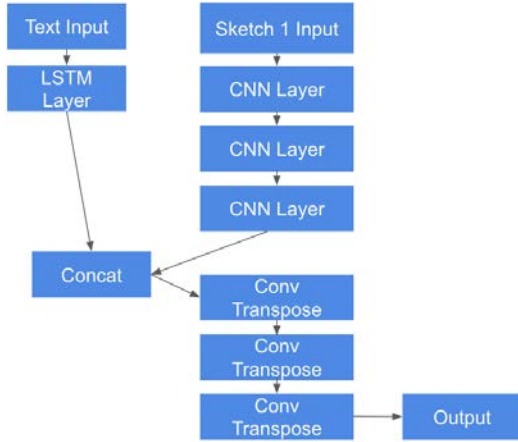 Text Input
LSTM
Layer
Sketch 1 Input
CNN Layer
CNN Layer
CNN Layer
Concat
Conv
Transpose
Conv
Transpose
Conv
Transpose
Output